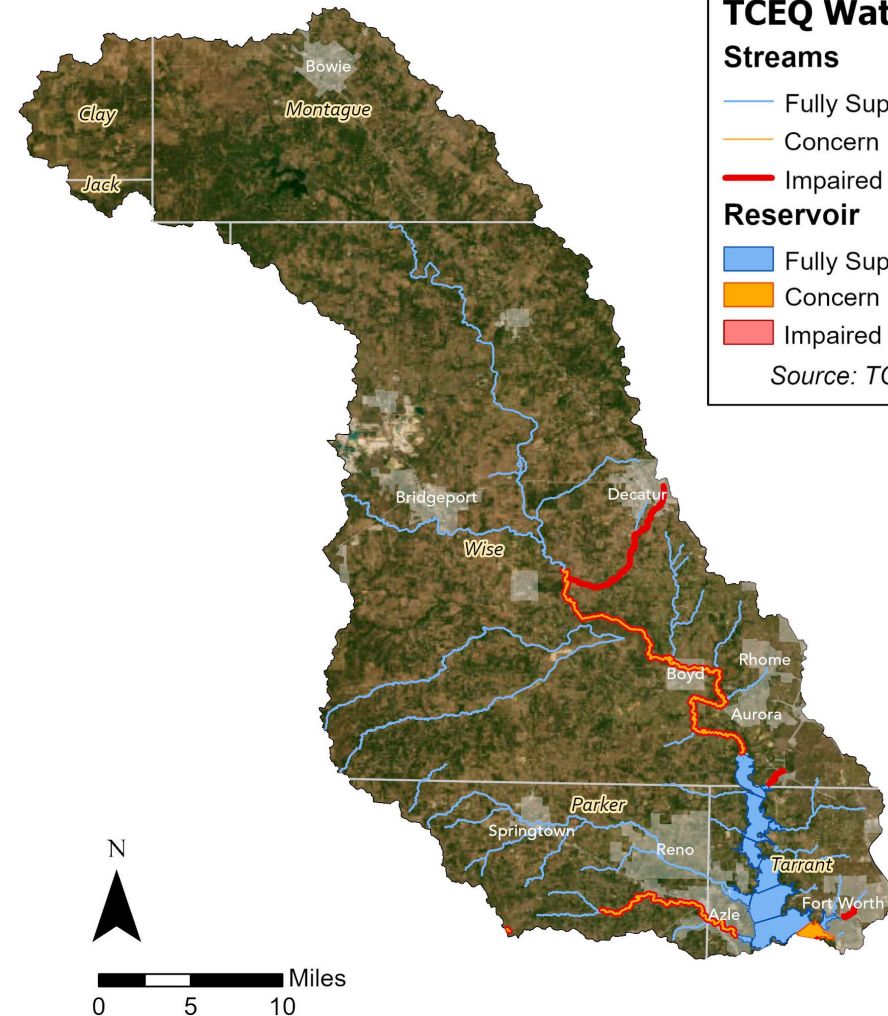 TCEQ Wat
Streams
Fully Sup
Concern
Impaired
Reservoir
Fully Sup
Concern
Impaired
Source: TC
Bowie
Clay
Montague
Jack
Bridgeport
Decatur
Wise
Rhome
Boyd
Aurora
Parker
Springtown
Reno
Tarrant
Azle
Fort Worth
N
Miles
0 5 10